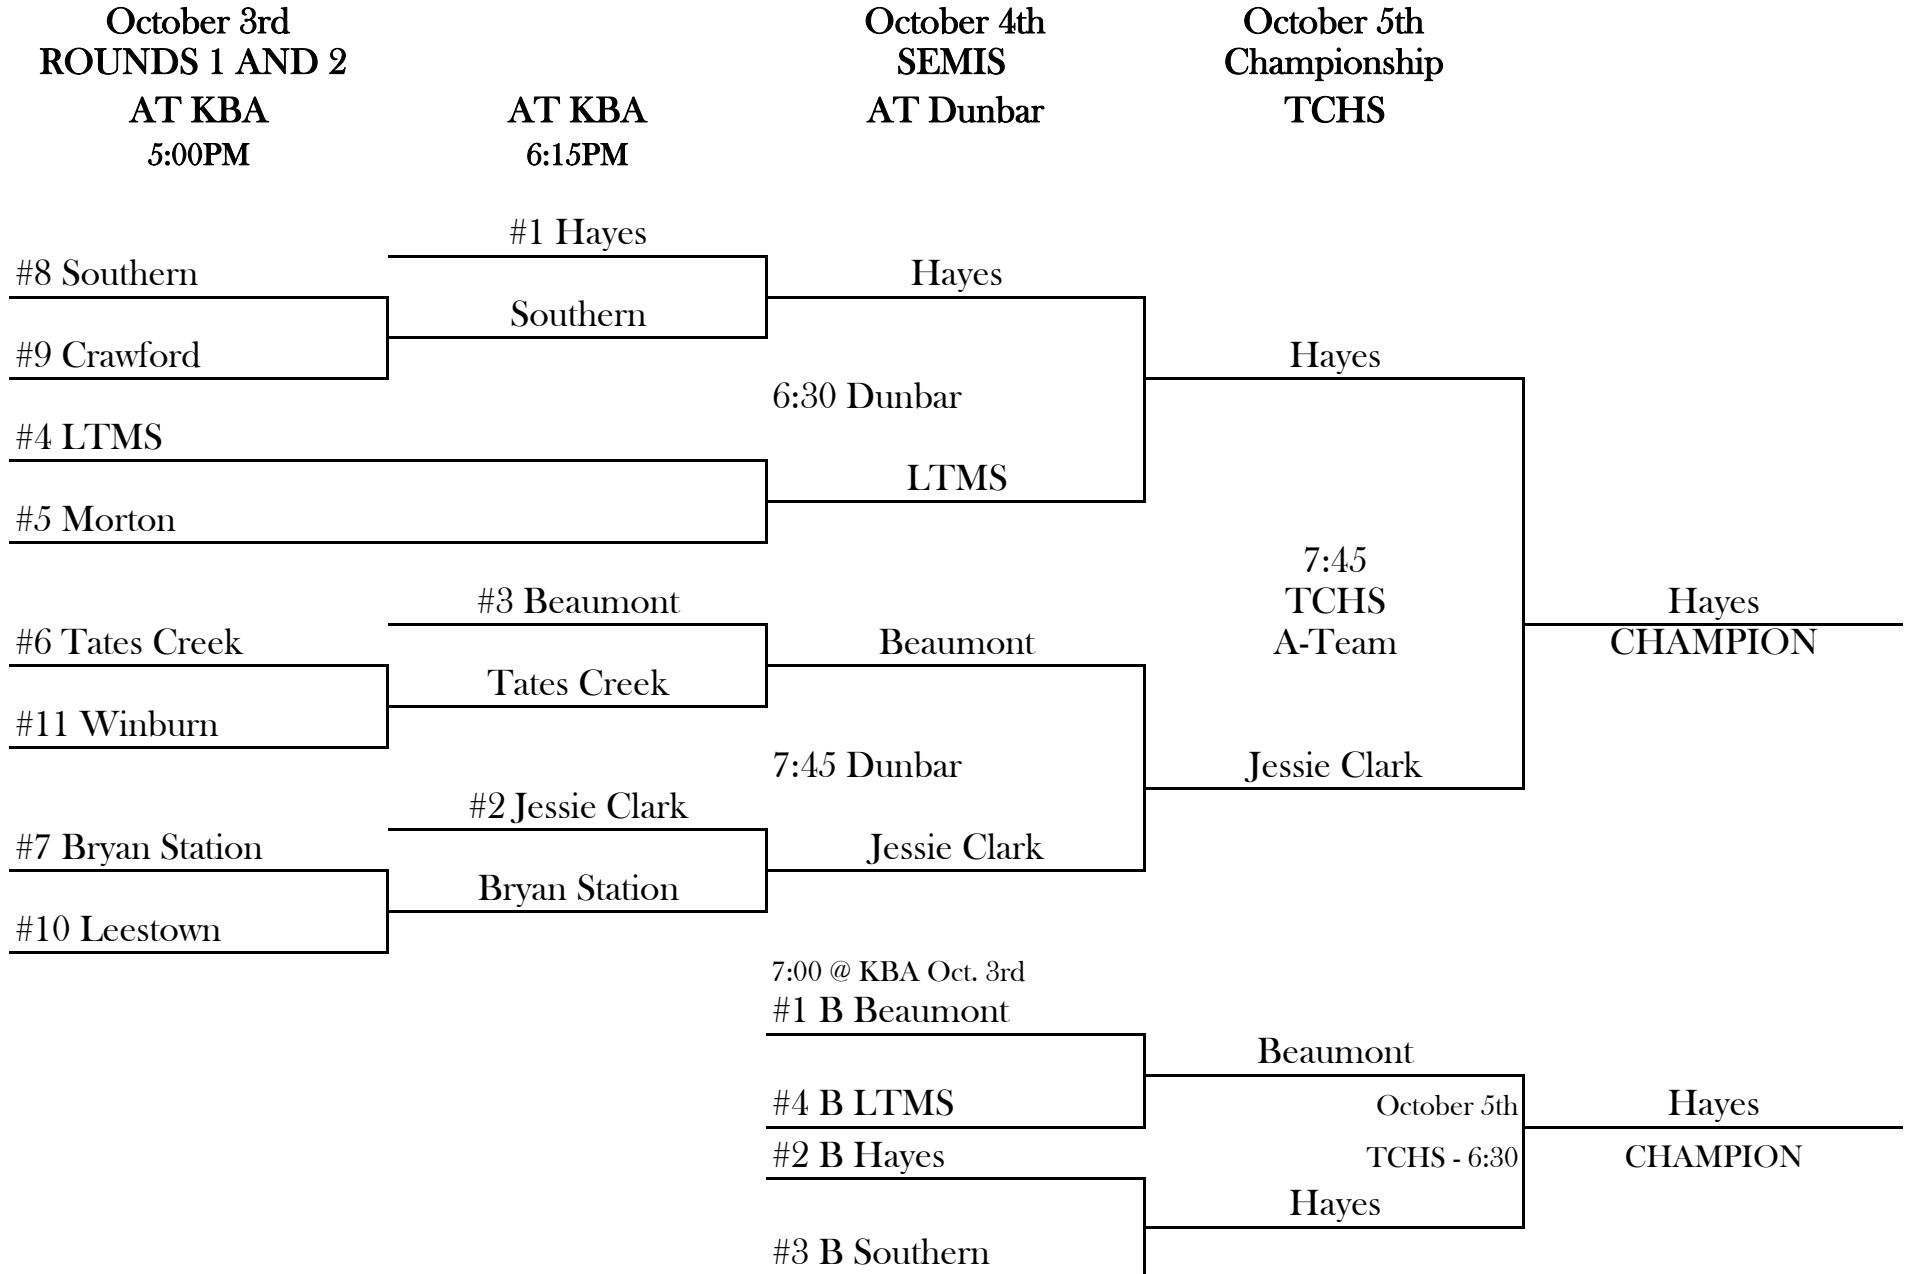 October 3rd
ROUNDS 1 AND 2
AT KBA
5:00PM
AT KBA
6:15PM
October 4th
SEMIS
AT Dunbar
October 5th
Championship
TCHS
#8 Southern
#9 Crawford
#4 LTMS
#5 Morton
#6 Tates Creek
#11 Winburn
#7 Bryan Station
#10 Leestown
#1 Hayes
Southern
#3 Beaumont
Tates Creek
#2 Jessie Clark
Bryan Station
Hayes
6:30 Dunbar
LTMS
Beaumont
7:45 Dunbar
Jessie Clark
Hayes
7:45
TCHS
A-Team
Jessie Clark
Hayes
CHAMPION
7:00 @ KBA Oct. 3rd
#1 B Beaumont
#4 B LTMS
#2 B Hayes
#3 B Southern
Beaumont
October 5th
TCHS - 6:30
Hayes
Hayes
CHAMPION